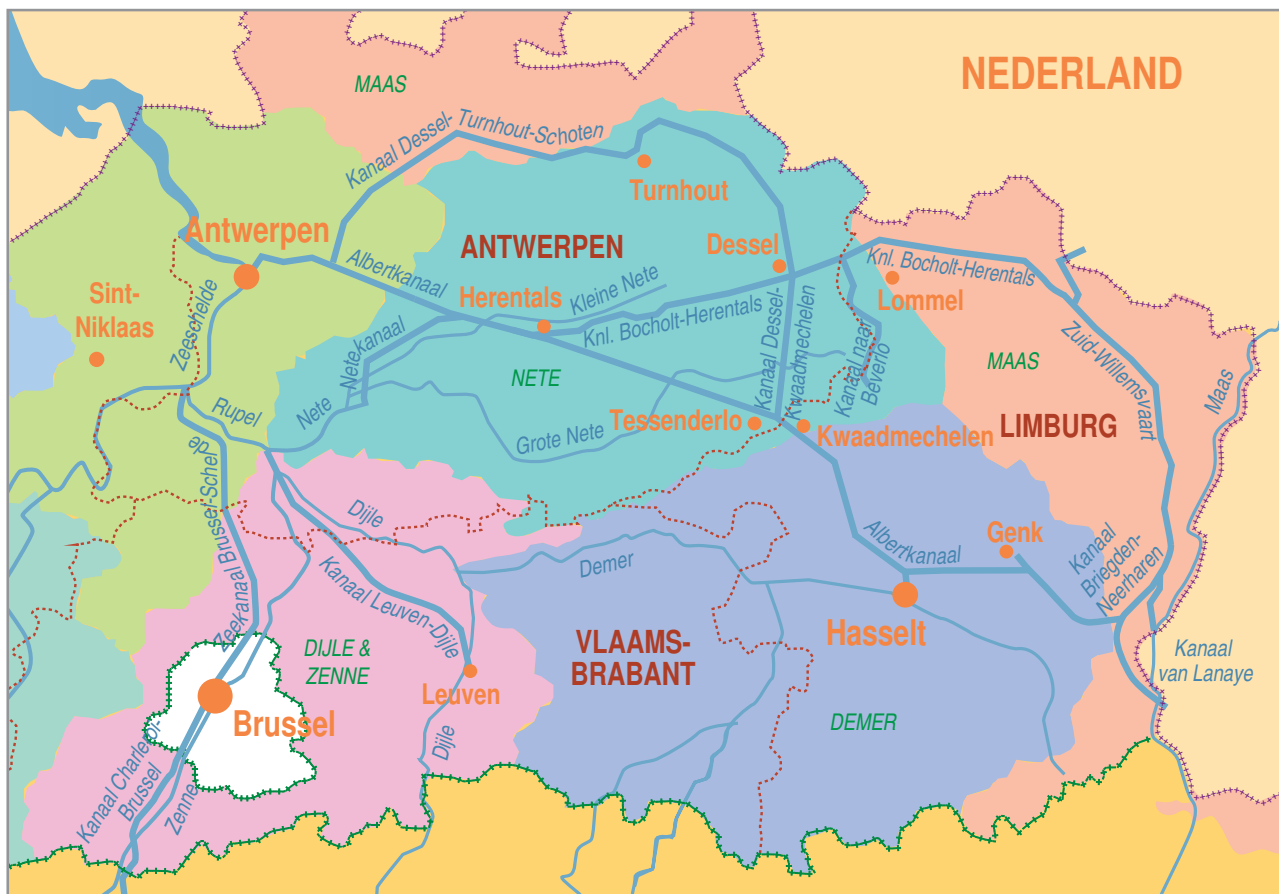 NEDERLAND
MAAS
Kanaal Dessel- Turnhout-Schoten
Turnhout
Antwerpen
ANTWERPEN
Dessel
Albertkanaal
Knl. Bocholt-Herentals
Sint-
Niklaas
Herentals
Kleine Nete
Lommel
Knl. Bocholt-Herentals
Zeeschelde
Netekanaal
Kanaal Dessel-
Kwaadmechelen
Kanaal naar
Beverlo
Zuid-Willemsvaart
Maas
MAAS
NETE
Rupel
Nete
Grote Nete
Tessenderlo
Kwaadmechelen
LIMBURG
Zeekanaal Brussel-Schel
de
Dijle
Kanaal Leuven-Dijle
Demer
Albertkanaal
Genk
Kanaal
Briegden-
Neerharen
Hasselt
VLAAMS-
BRABANT
DIJLE &
ZENNE
Leuven
Kanaal
van Lanaye
Brussel
DEMER
Dijle
Kanaal Charleroi-
Brussel
Zenne